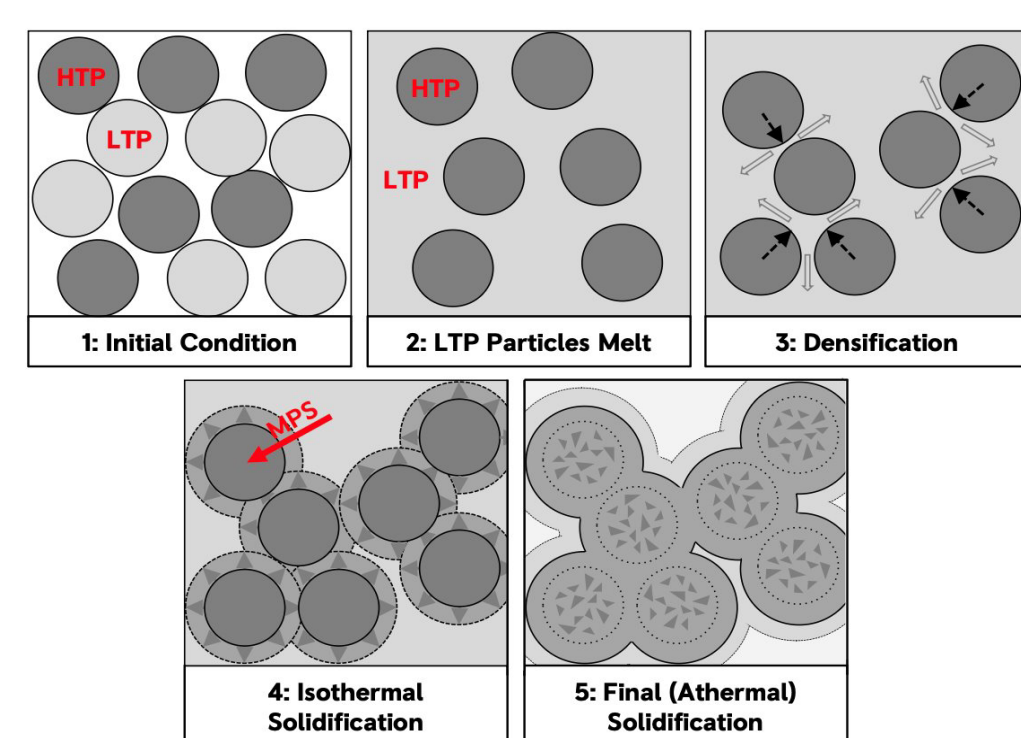 HTP
LTP
1: Initial Condition
HTP
LTP
2: LTP Particles Melt
3: Densification
MPS
4: Isothermal
Solidification
5: Final (Athermal)
Solidification